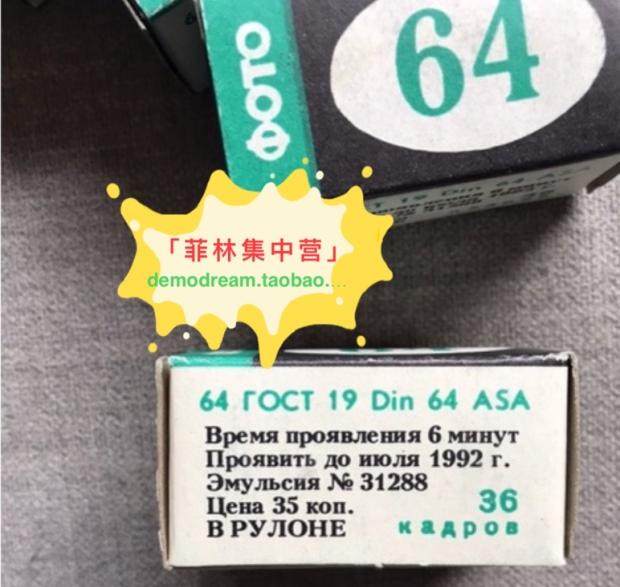 64
ФОТО
「菲林集中营」
demodream.taobao....
64 ГОСТ 19 Din 64 ASA
Время проявления 6 минут
Проявить до июля 1992 г.
Эмульсия № 31288
Цена 35 коп.
В РУЛОНЕ
36
кадров